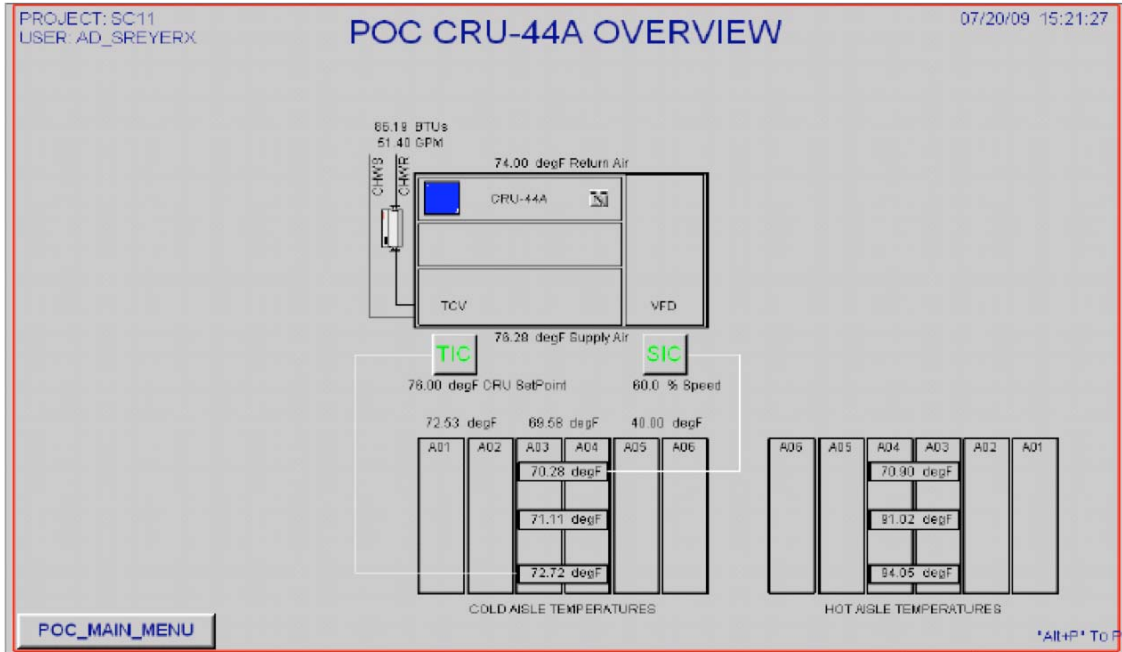 PROJECT: SC11
USER: AD_SREYERX
POC CRU-44A OVERVIEW
07/20/09 15:21:27
86.19 BTUs
51.40 GPM
CHWS
CHWR
74.00 degF Return Air
CRU-44A
TCV
VFD
76.28 degF Supply Air
TIC
SIC
76.00 degF CRU SetPoint
60.0 % Speed
72.53 degF
69.58 degF
40.00 degF
A01 A02 A03 A04 A05 A06
A06 A05 A04 A03 A02 A01
70.28 degF
70.90 degF
71.11 degF
91.02 degF
72.72 degF
94.05 degF
COLD AISLE TEMPERATURES
HOT AISLE TEMPERATURES
POC_MAIN_MENU
"Alt+P" To P